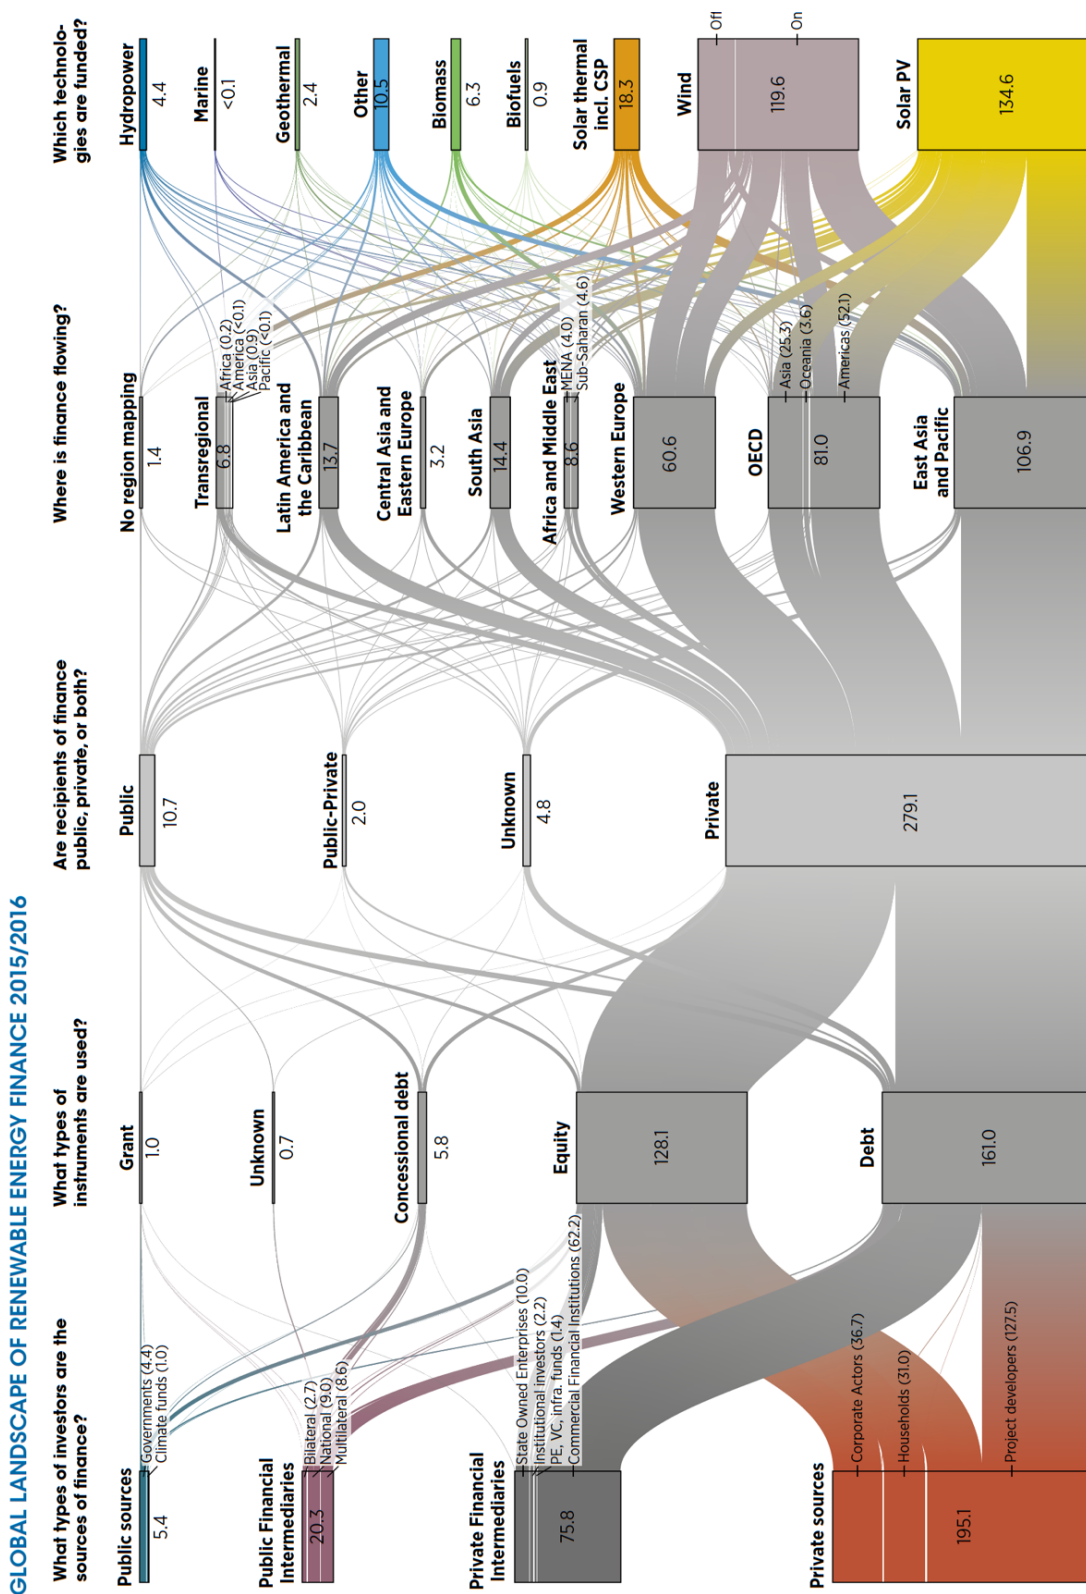 GLOBAL LANDSCAPE OF RENEWABLE ENERGY FINANCE 2015/2016
What types of investors are the
sources of finance?
Public sources
5.4
Governments (4.4)
Climate funds (1.0)
Public Financial
Intermediaries
20.3
Bilateral (2.7)
National (9.0)
Multilateral (8.6)
Private Financial
Intermediaries
75.8
State Owned Enterprises (10.0)
Institutional investors (2.2)
PE, VC, infra. funds (1.4)
Commercial Financial Institutions (62.2)
Private sources
195.1
Corporate Actors (36.7)
Households (31.0)
Project developers (127.5)
What types of
instruments are used?
Grant
1.0
Unknown
0.7
Concessional debt
5.8
Equity
128.1
Debt
161.0
Are recipients of finance
public, private, or both?
Public
10.7
Public-Private
2.0
Unknown
4.8
Private
279.1
Where is finance flowing?
No region mapping
1.4
Transregional
6.8
Africa (0.2)
America (<0.1)
Asia (0.9)
Pacific (<0.1)
Latin America and
the Caribbean
13.7
Central Asia and
Eastern Europe
3.2
South Asia
14.4
Africa and Middle East
8.6
MENA (4.0)
Sub-Saharan (4.6)
Western Europe
60.6
OECD
81.0
Asia (25.3)
Oceania (3.6)
Americas (52.1)
East Asia
and Pacific
106.9
Which technolo-
gies are funded?
Hydropower
4.4
Marine
<0.1
Geothermal
2.4
Other
10.5
Biomass
6.3
Biofuels
0.9
Solar thermal
incl. CSP
18.3
Wind
119.6
Off
On
Solar PV
134.6